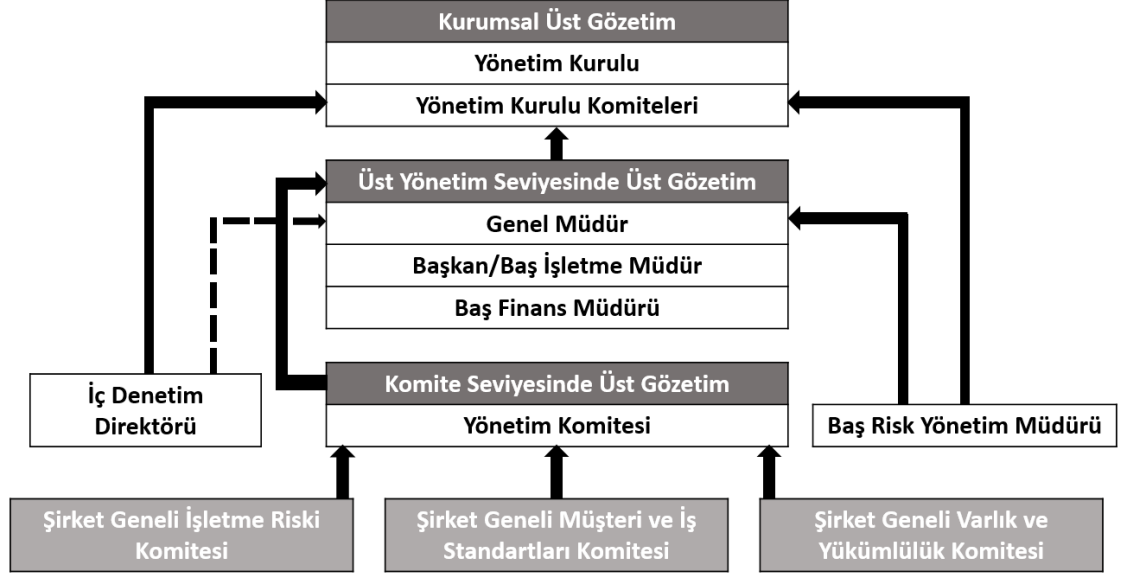 Kurumsal Üst Gözetim
Yönetim Kurulu
Yönetim Kurulu Komiteleri
Üst Yönetim Seviyesinde Üst Gözetim
Genel Müdür
Başkan/Baş İşletme Müdür
Baş Finans Müdürü
İç Denetim
Direktörü
Komite Seviyesinde Üst Gözetim
Yönetim Komitesi
Baş Risk Yönetim Müdürü
Şirket Geneli İşletme Riski
Komitesi
Şirket Geneli Müşteri ve İş
Standartları Komitesi
Şirket Geneli Varlık ve
Yükümlülük Komitesi